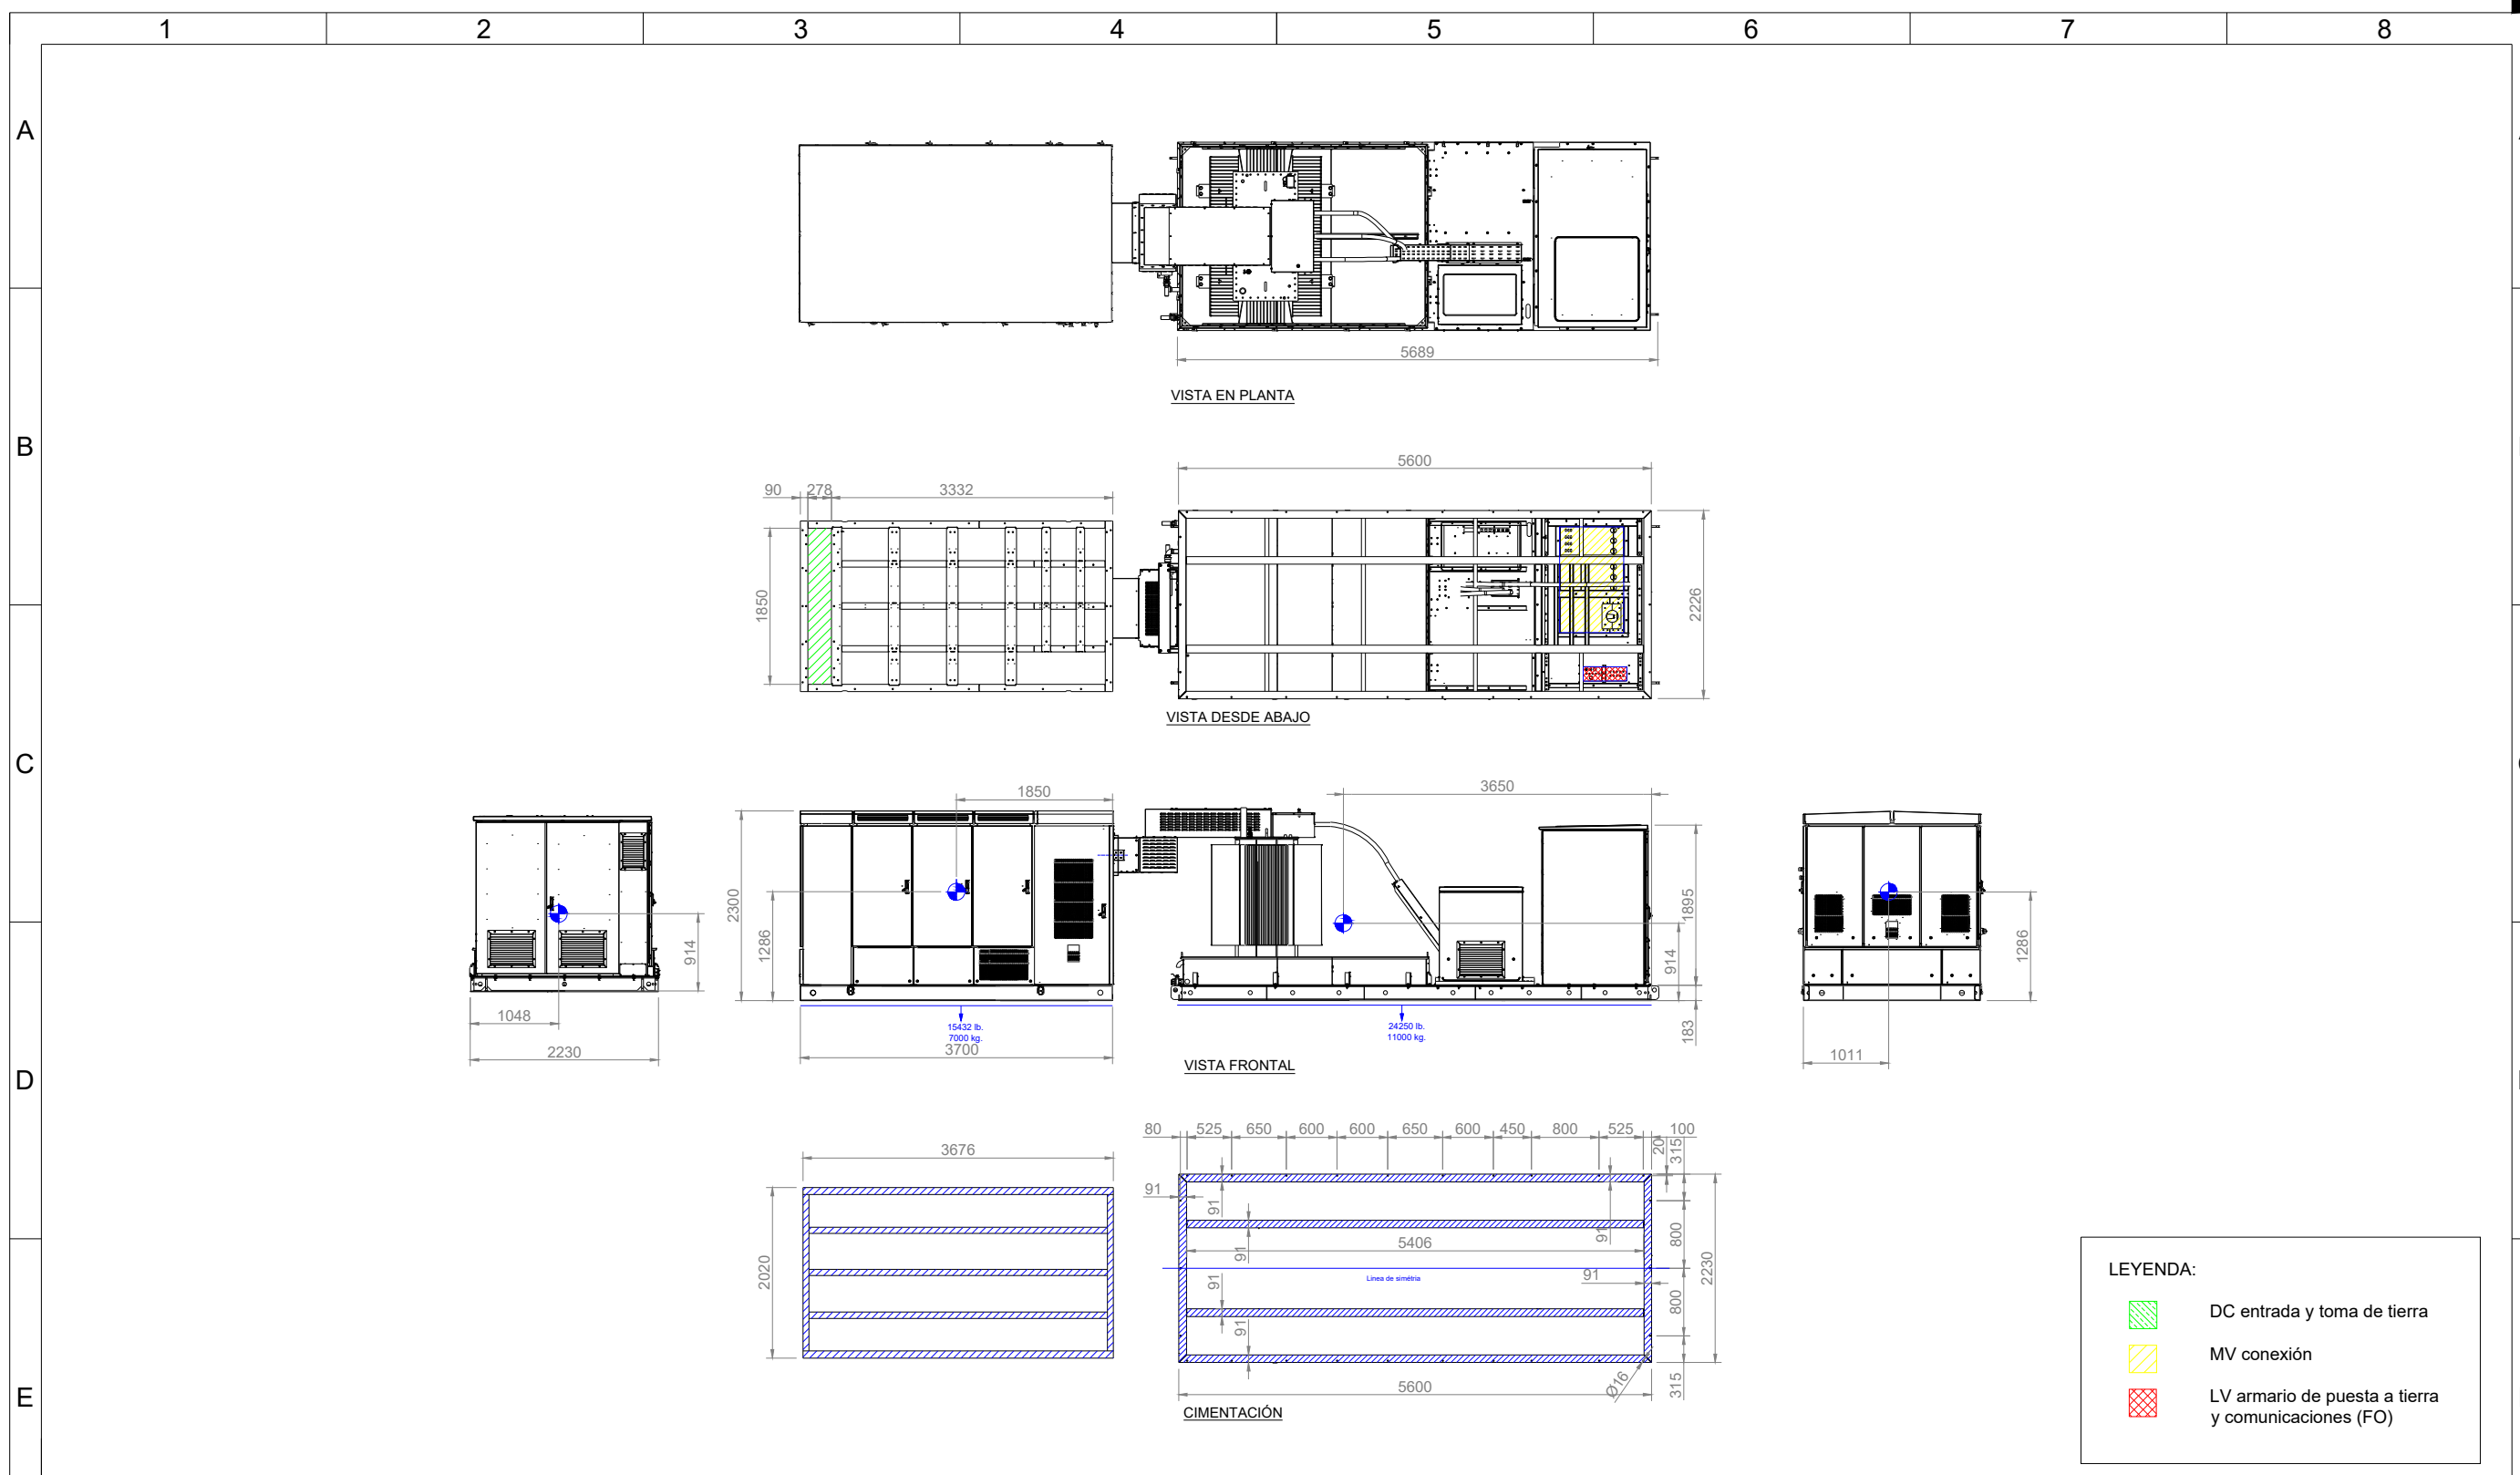 1 2 3 4 5 6 7 8
A
5689
VISTA EN PLANTA
B
5600
90 278 3332
1850
2226
VISTA DESDE ABAJO
C
1850
3650
2300
1286
914
1895
914
1286
183
1048
2230
15432 lb.
7000 kg.
3700
24250 lb.
11000 kg.
1011
VISTA FRONTAL
D
80 525 650 600 600 650 600 450 800 525 100
20
315
3676
91
91
91
800
2020
91
5406
2230
Linea de simétria
91
91
800
91
315
Ø16
5600
CIMENTACIÓN
E
LEYENDA:
DC entrada y toma de tierra
MV conexión
LV armario de puesta a tierra
y comunicaciones (FO)